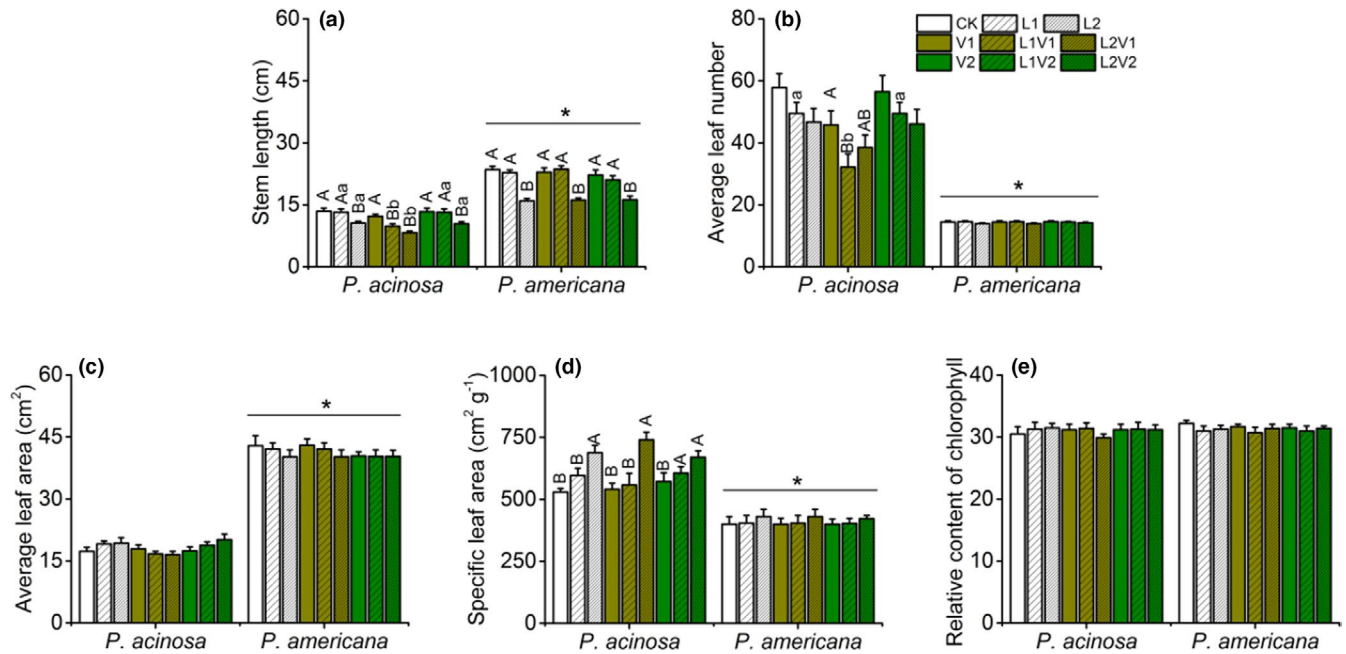 (a)
Stem length (cm)
60
45
30
15
0
A Aa Ba A Bb Bb A Aa Ba
*
A A B A A B A A B
P. acinosa P. americana
(b)
Average leaf number
80
60
40
20
0
CK L1 L2
V1 L1V1 L2V1
V2 L1V2 L2V2
a A Bb AB a
*
P. acinosa P. americana
(c)
Average leaf area (cm2)
60
45
30
15
0
*
P. acinosa P. americana
(d)
Specific leaf area (cm2 g-1)
1000
750
500
250
0
B B A B B A B A A
*
P. acinosa P. americana
(e)
Relative content of chlorophyll
40
30
20
10
0
P. acinosa P. americana